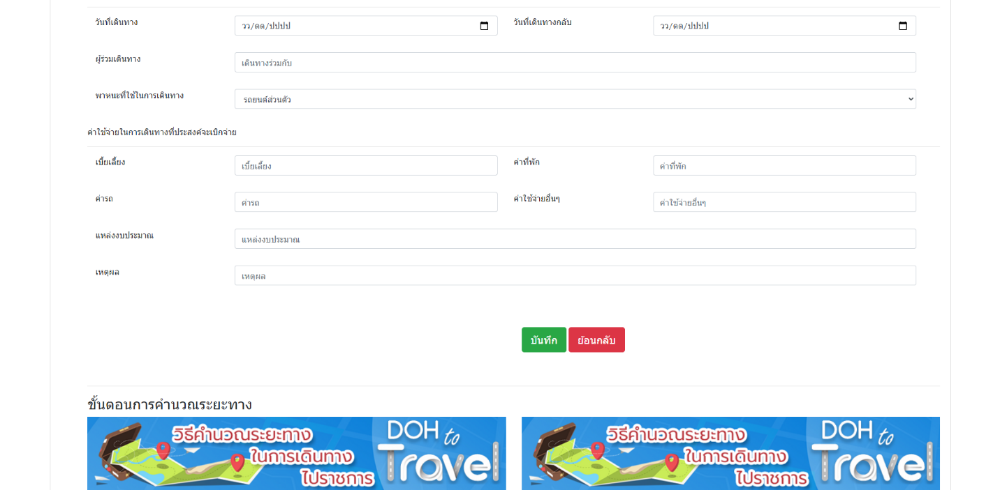 วันที่เดินทาง วว/ดด/ปปปป วันที่เดินทางกลับ วว/ดด/ปปปป
ผู้ร่วมเดินทาง เดินทางร่วมกับ
พาหนะที่ใช้ในการเดินทาง รถยนต์ส่วนตัว
ค่าใช้จ่ายในการเดินทางที่ประสงค์จะเบิกจ่าย
เบี้ยเลี้ยง เบี้ยเลี้ยง ค่าที่พัก ค่าที่พัก
ค่ารถ ค่ารถ ค่าใช้จ่ายอื่นๆ ค่าใช้จ่ายอื่นๆ
แหล่งงบประมาณ แหล่งงบประมาณ
เหตุผล เหตุผล
บันทึก ย้อนกลับ
ขั้นตอนการคำนวณระยะทาง
วิธีคำนวณระยะทาง
ในการเดินทาง
ไปราชการ
DOH to
Travel
วิธีคำนวณระยะทาง
ในการเดินทาง
ไปราชการ
DOH to
Travel